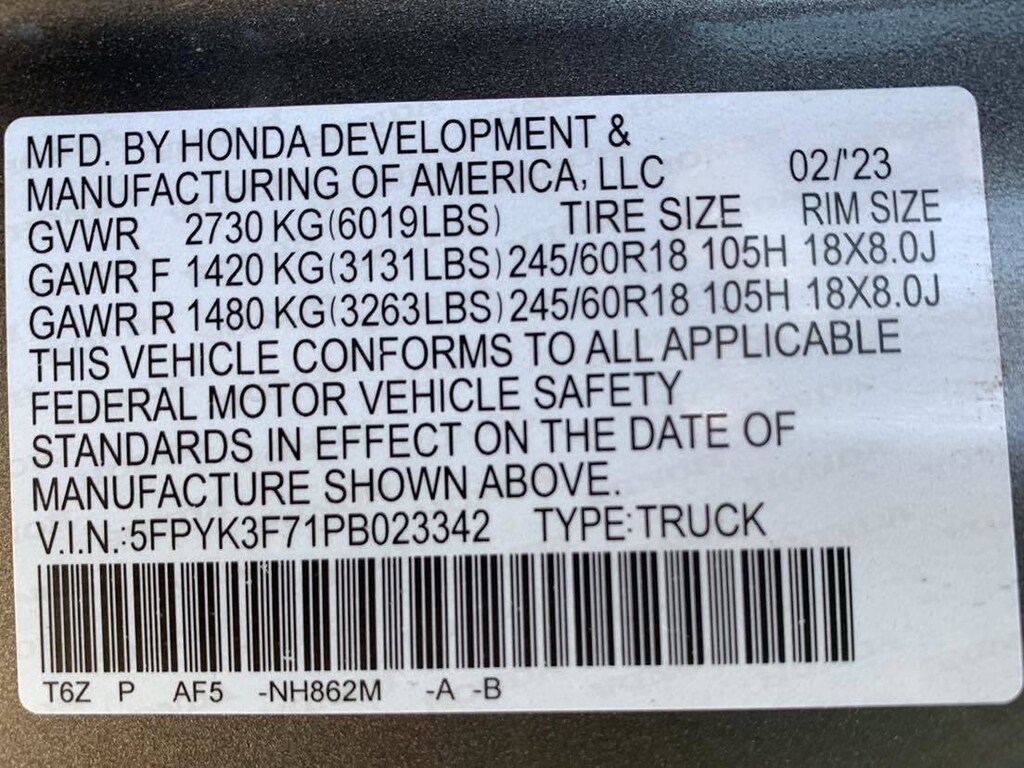 MFD. BY HONDA DEVELOPMENT &
MANUFACTURING OF AMERICA, LLC 02/'23
GVWR 2730 KG(6019LBS) TIRE SIZE RIM SIZE
GAWR F 1420 KG(3131LBS) 245/60R18 105H 18X8.0J
GAWR R 1480 KG(3263LBS) 245/60R18 105H 18X8.0J
THIS VEHICLE CONFORMS TO ALL APPLICABLE
FEDERAL MOTOR VEHICLE SAFETY
STANDARDS IN EFFECT ON THE DATE OF
MANUFACTURE SHOWN ABOVE.
V.I.N.:5FPYK3F71PB023342 TYPE:TRUCK
T6Z P AF5 -NH862M -A -B